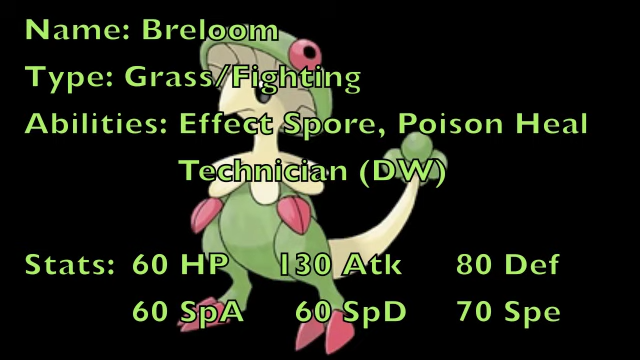 Name: Breloom
Type: Grass/Fighting
Abilities: Effect Spore, Poison Heal
Technician (DW)
Stats: 60 HP 130 Atk 80 Def
60 SpA 60 SpD 70 Spe